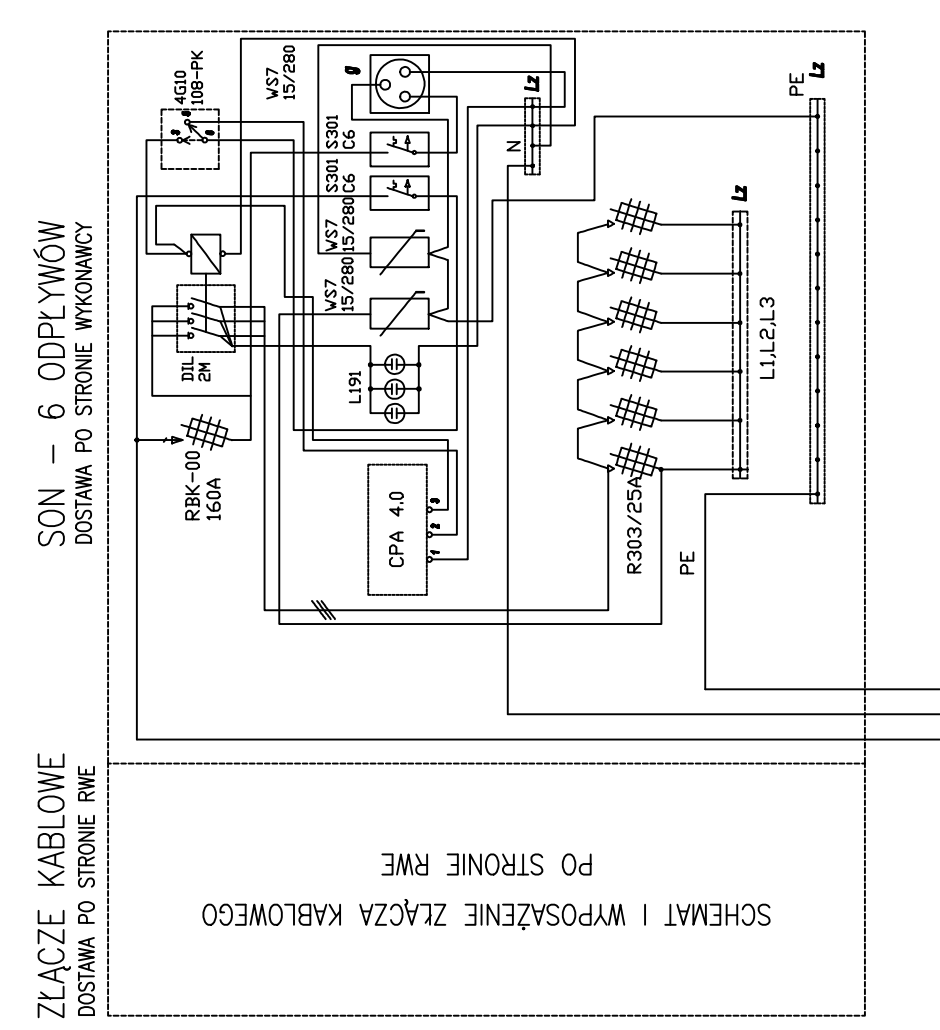 SON - 6 ODPŁYWÓW
DOSTAWA PO STRONIE WYKONAWCY
4G10
108-PK
3
8
6
WS7
15/280
g
S301
C6
S301
C6
WS7
15/280
WS7
15/280
DIL
2M
L191
RBK-00
160A
CPA 4.0
3
2
1
N
Lz
PE
Lz
Lz
L1,L2,L3
R303/25A
PE
ZŁĄCZE KABLOWE
DOSTAWA PO STRONIE RWE
SCHEMAT I WYPOSAŻENIE ZŁĄCZA KABLOWEGO
PO STRONIE RWE